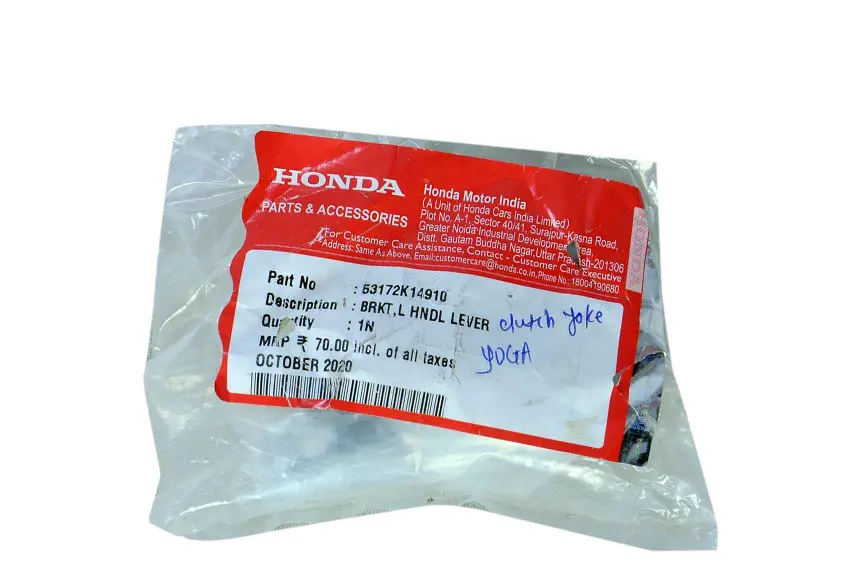 HONDA
PARTS & ACCESSORIES
Honda Motor India
(A Unit of Honda Cars India Limited)
Plot No. A-1, Sector 40/41, Surajpur-Kasna Road,
Greater Noida Industrial Development Area,
Distt. Gautam Buddha Nagar, Uttar Pradesh-201306
For Customer Care Assistance, Contact - Customer Care Executive
Address: Same As Above, Email:customercare@honda.co.in, Phone No.: 18004190680
Part No : 53172K14910
Description : BRKT,L HNDL LEVER clutch yoke
Quantity : 1N
YOGA
MRP ₹ 70.00 incl. of all taxes
OCTOBER 2020
HONDA